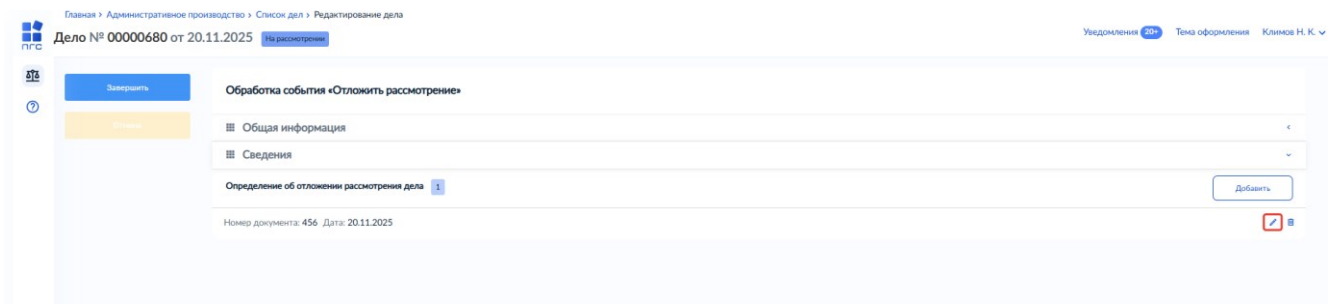 Главная › Административное производство › Список дел › Редактирование дела
пгс
Дело № 00000680 от 20.11.2025 На рассмотрении
Уведомления 20+ Тема оформления Климов Н. К.
Завершить
Обработка события «Отложить рассмотрение»
Общая информация
Сведения
Определение об отложении рассмотрения дела 1
Добавить
Номер документа: 456 Дата: 20.11.2025